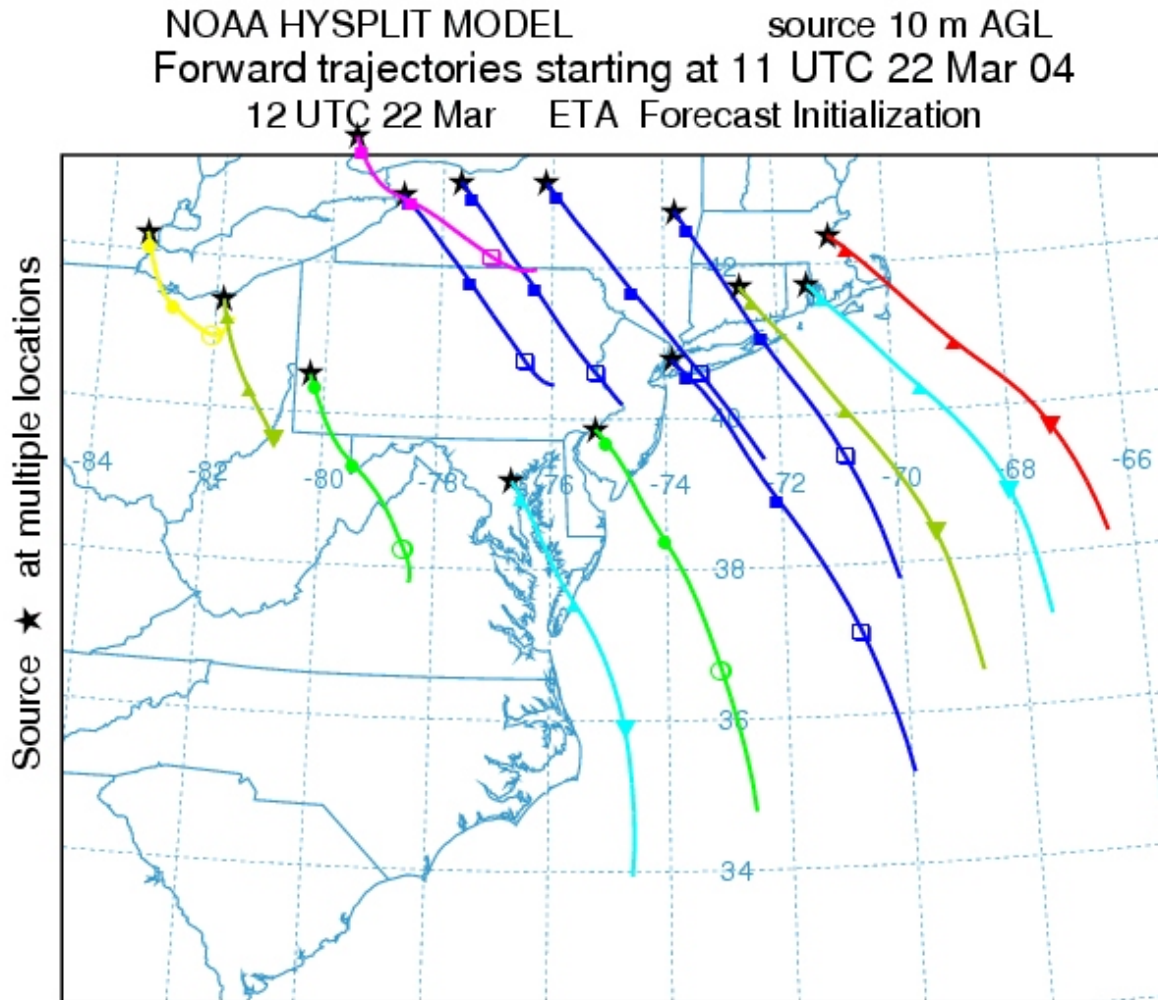 NOAA HYSPLIT MODEL source 10 m AGL
Forward trajectories starting at 11 UTC 22 Mar 04
12 UTC 22 Mar ETA Forecast Initialization
Source ★ at multiple locations
42
40
-84 -82 -80 -78 -76 -74 -72 -70 -68 -66
38
36
34